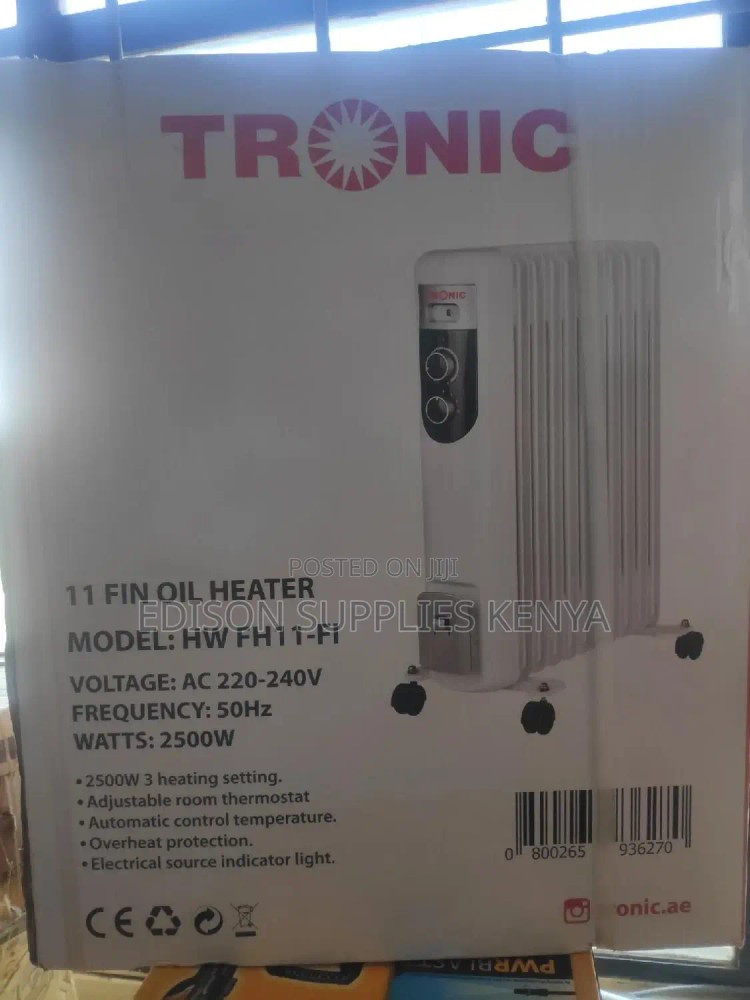 TRONIC
TRONIC
POSTED ON JIJI
11 FIN OIL HEATER
EDISON SUPPLIES KENYA
MODEL: HW FH11-Fi
VOLTAGE: AC 220-240V
FREQUENCY: 50Hz
WATTS: 2500W
• 2500W 3 heating setting.
• Adjustable room thermostat
• Automatic control temperature.
• Overheat protection.
• Electrical source indicator light.
0 800265 936270
CE
tronic.ae
PWRBLAST